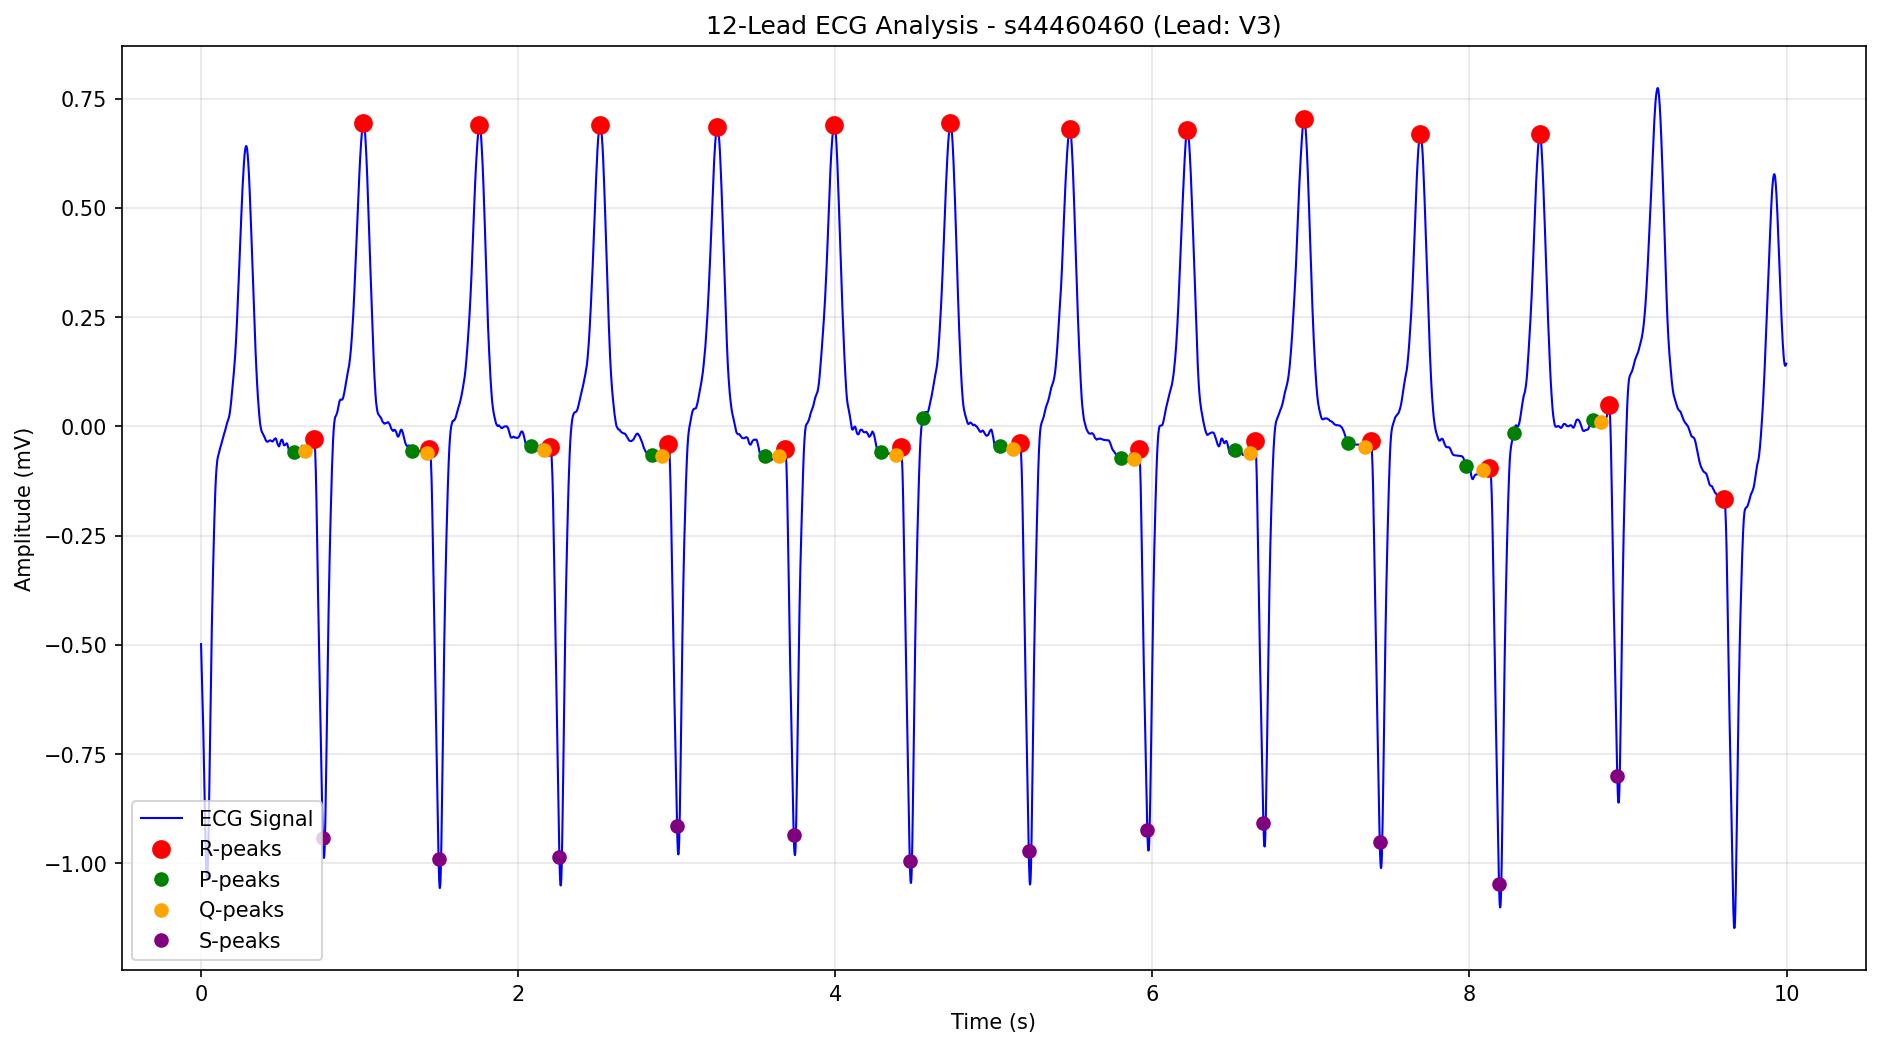 12-Lead ECG Analysis - s44460460 (Lead: V3)
Amplitude (mV)
0.75
0.50
0.25
0.00
−0.25
−0.50
−0.75
−1.00
ECG Signal
R-peaks
P-peaks
Q-peaks
S-peaks
0 2 4 6 8 10
Time (s)